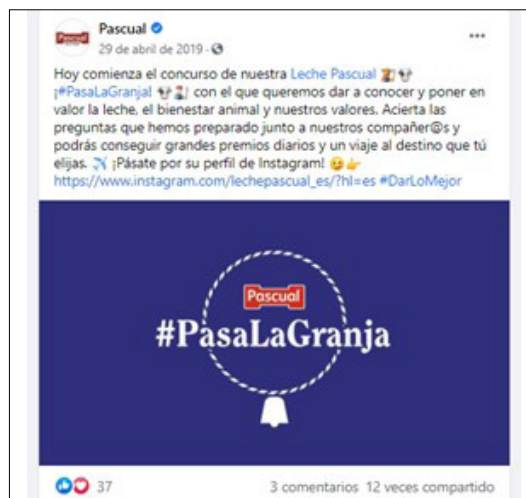 Pascual
29 de abril de 2019 ·
Hoy comienza el concurso de nuestra Leche Pascual
¡#PasaLaGranja! con el que queremos dar a conocer y poner en
valor la leche, el bienestar animal y nuestros valores. Acierta las
preguntas que hemos preparado junto a nuestros compañer@s y
podrás conseguir grandes premios diarios y un viaje al destino que tú
elijas. ✈️ ¡Pásate por su perfil de Instagram! 😉👉
https://www.instagram.com/lechepascual_es/?hl=es #DarLoMejor
Pascual
#PasaLaGranja
37
3 comentarios 12 veces compartido